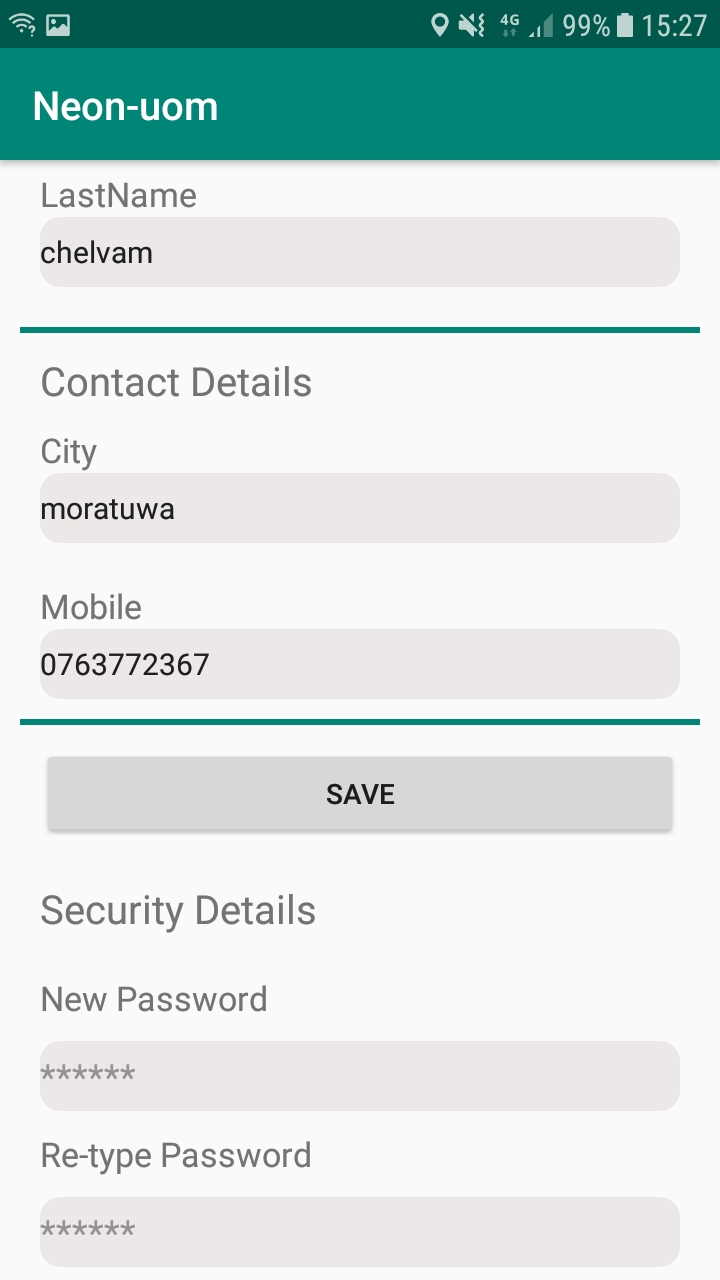 4G 99% 15:27
Neon-uom
LastName
chelvam
Contact Details
City
moratuwa
Mobile
0763772367
SAVE
Security Details
New Password
******
Re-type Password
******